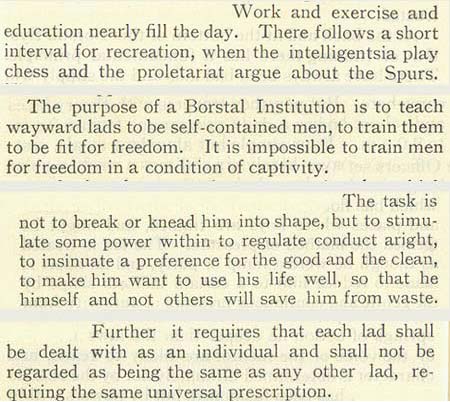 Work and exercise and
education nearly fill the day. There follows a short
interval for recreation, when the intelligentsia play
chess and the proletariat argue about the Spurs.
The purpose of a Borstal Institution is to teach
wayward lads to be self-contained men, to train them
to be fit for freedom. It is impossible to train men
for freedom in a condition of captivity.
The task is
not to break or knead him into shape, but to stimu-
late some power within to regulate conduct aright,
to insinuate a preference for the good and the clean,
to make him want to use his life well, so that he
himself and not others will save him from waste.
Further it requires that each lad shall
be dealt with as an individual and shall not be
regarded as being the same as any other lad, re-
quiring the same universal prescription.